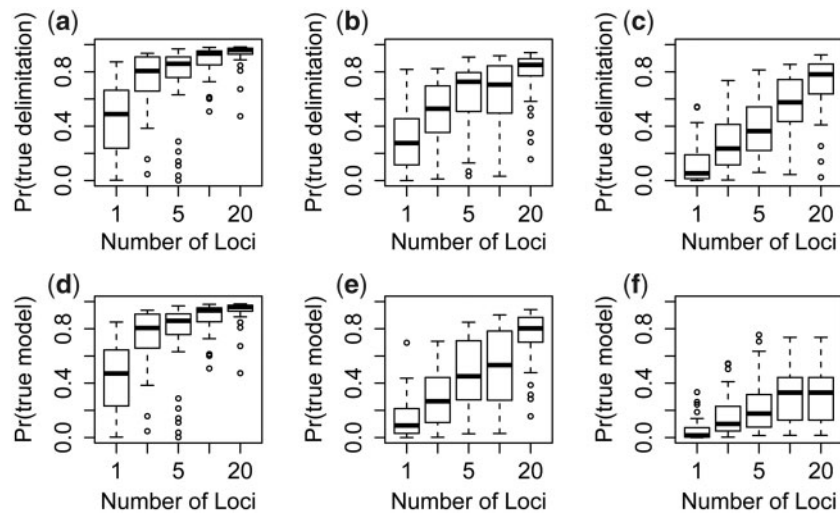 (a)
Pr(true delimitation)
0.0 0.4 0.8
1 5 20
Number of Loci
(b)
Pr(true delimitation)
0.0 0.4 0.8
1 5 20
Number of Loci
(c)
Pr(true delimitation)
0.0 0.4 0.8
1 5 20
Number of Loci
(d)
Pr(true model)
0.0 0.4 0.8
1 5 20
Number of Loci
(e)
Pr(true model)
0.0 0.4 0.8
1 5 20
Number of Loci
(f)
Pr(true model)
0.0 0.4 0.8
1 5 20
Number of Loci